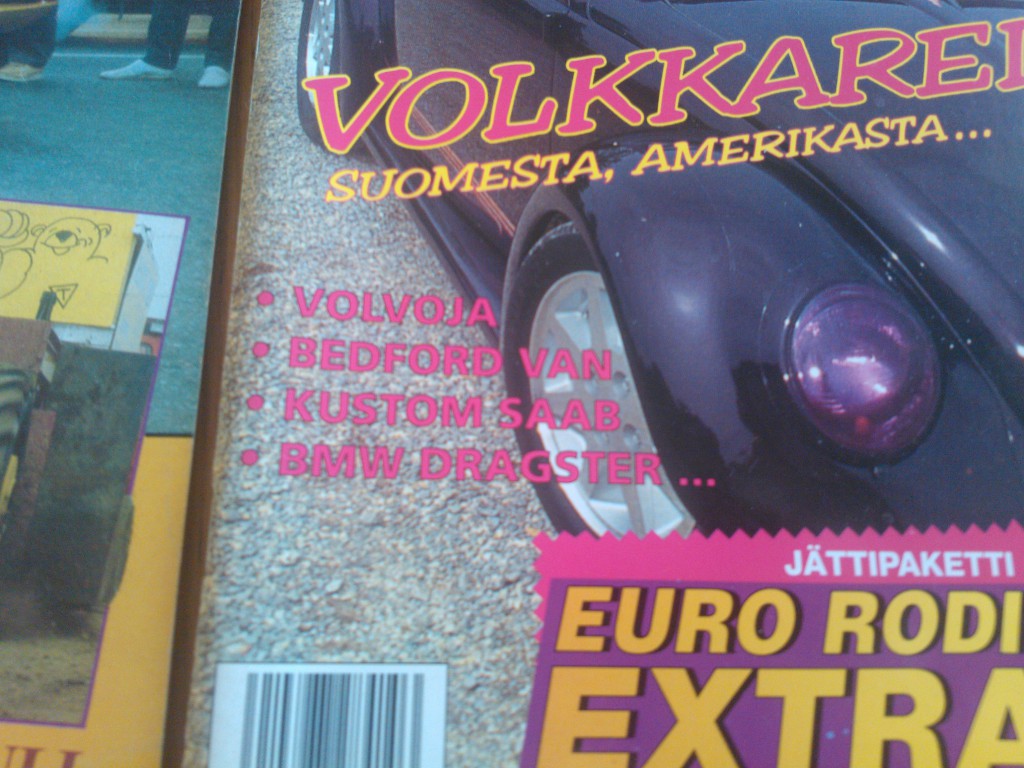 VOLKKAREI
SUOMESTA, AMERIKASTA...
• VOLVOJA
• BEDFORD VAN
• KUSTOM SAAB
• BMW DRAGSTER ...
JÄTTIPAKETTI
EURO RODI
EXTRA